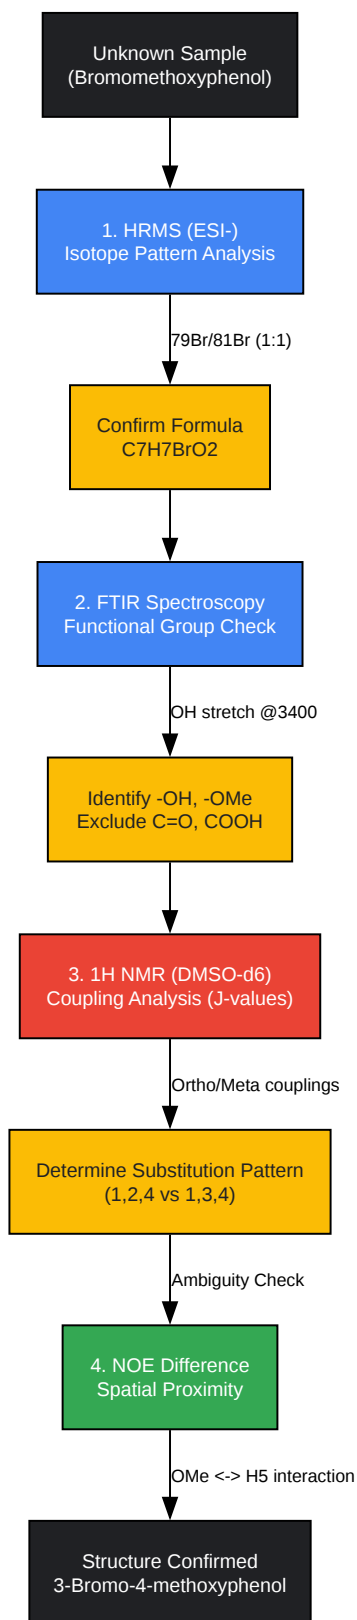 Unknown Sample
(Bromomethoxyphenol)
1. HRMS (ESI-)
Isotope Pattern Analysis
79Br/81Br (1:1)
Confirm Formula
C7H7BrO2
2. FTIR Spectroscopy
Functional Group Check
OH stretch @3400
Identify -OH, -OMe
Exclude C=O, COOH
3. 1H NMR (DMSO-d6)
Coupling Analysis (J-values)
Ortho/Meta couplings
Determine Substitution Pattern
(1,2,4 vs 1,3,4)
Ambiguity Check
4. NOE Difference
Spatial Proximity
OMe <-> H5 interaction
Structure Confirmed
3-Bromo-4-methoxyphenol